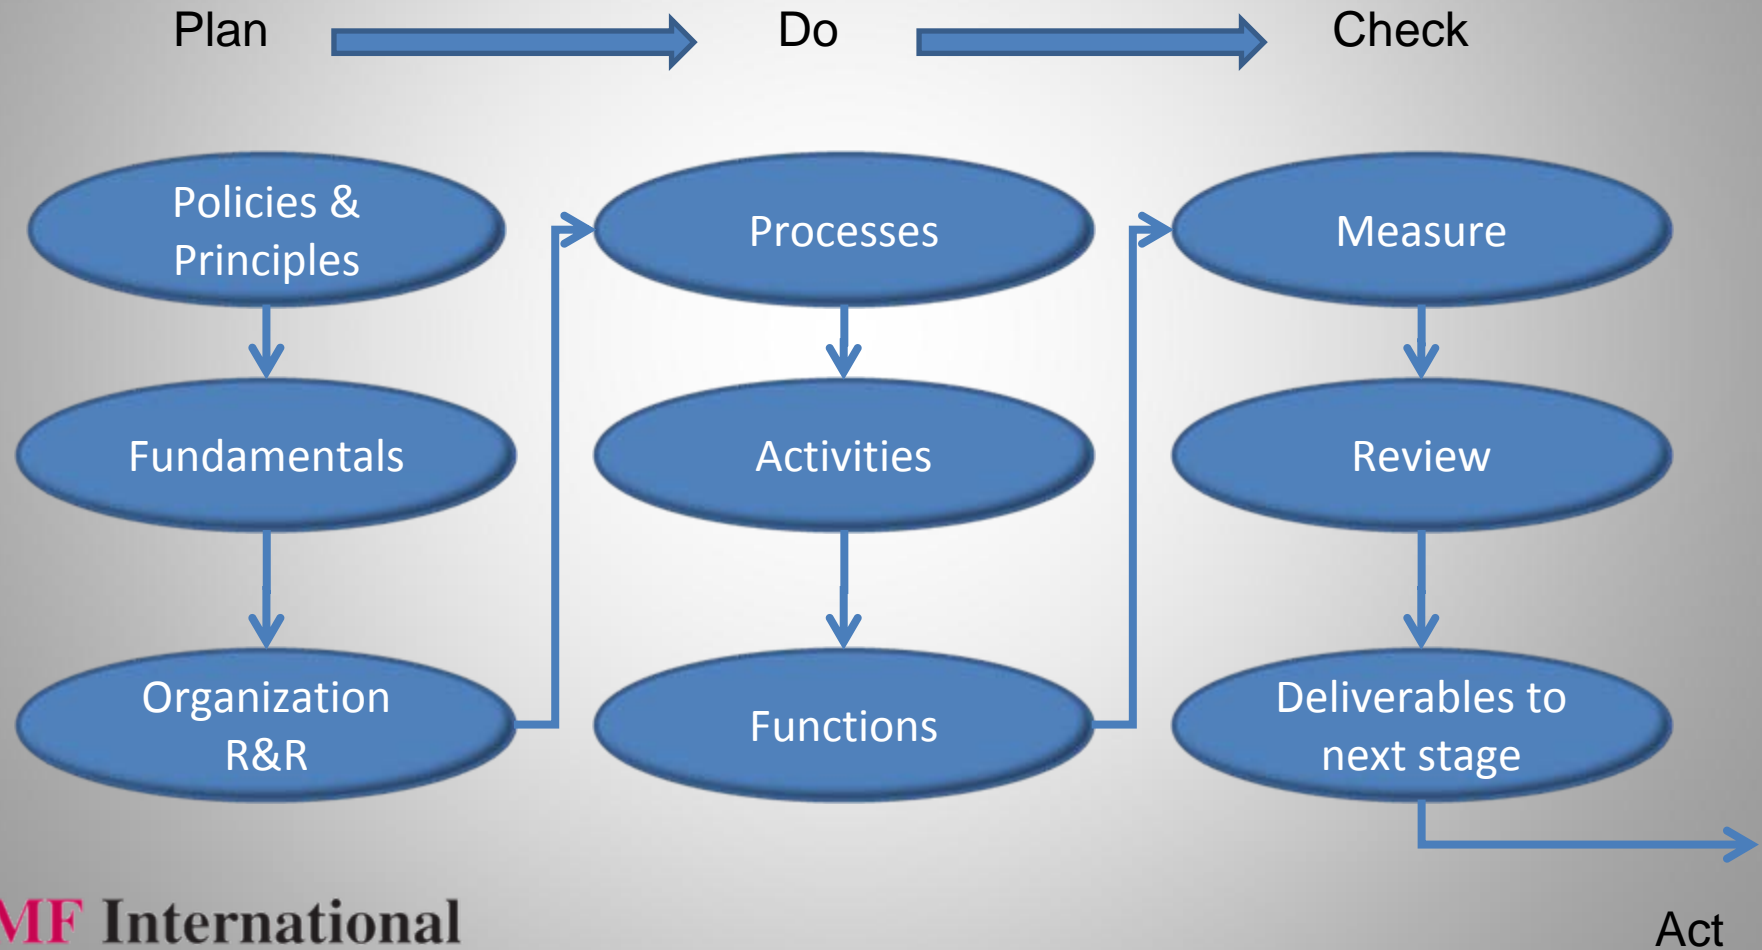 Plan
Do
Check
Policies &
Principles
Processes
Measure
Fundamentals
Activities
Review
Organization
R&R
Functions
Deliverables to
next stage
MF International
Act